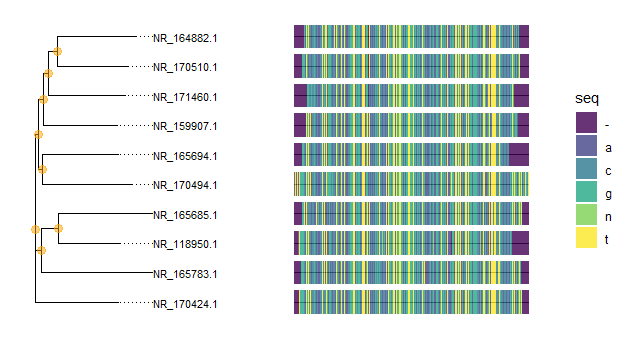 NR_164882.1
NR_170510.1
NR_171460.1
NR_159907.1
NR_165694.1
NR_170494.1
NR_165685.1
NR_118950.1
NR_165783.1
NR_170424.1
seq
-
a
c
g
n
t